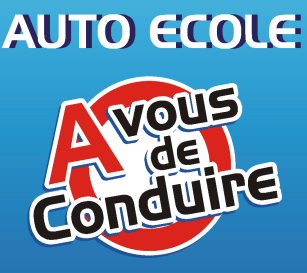 AUTO ECOLE
A vous
de
Conduire